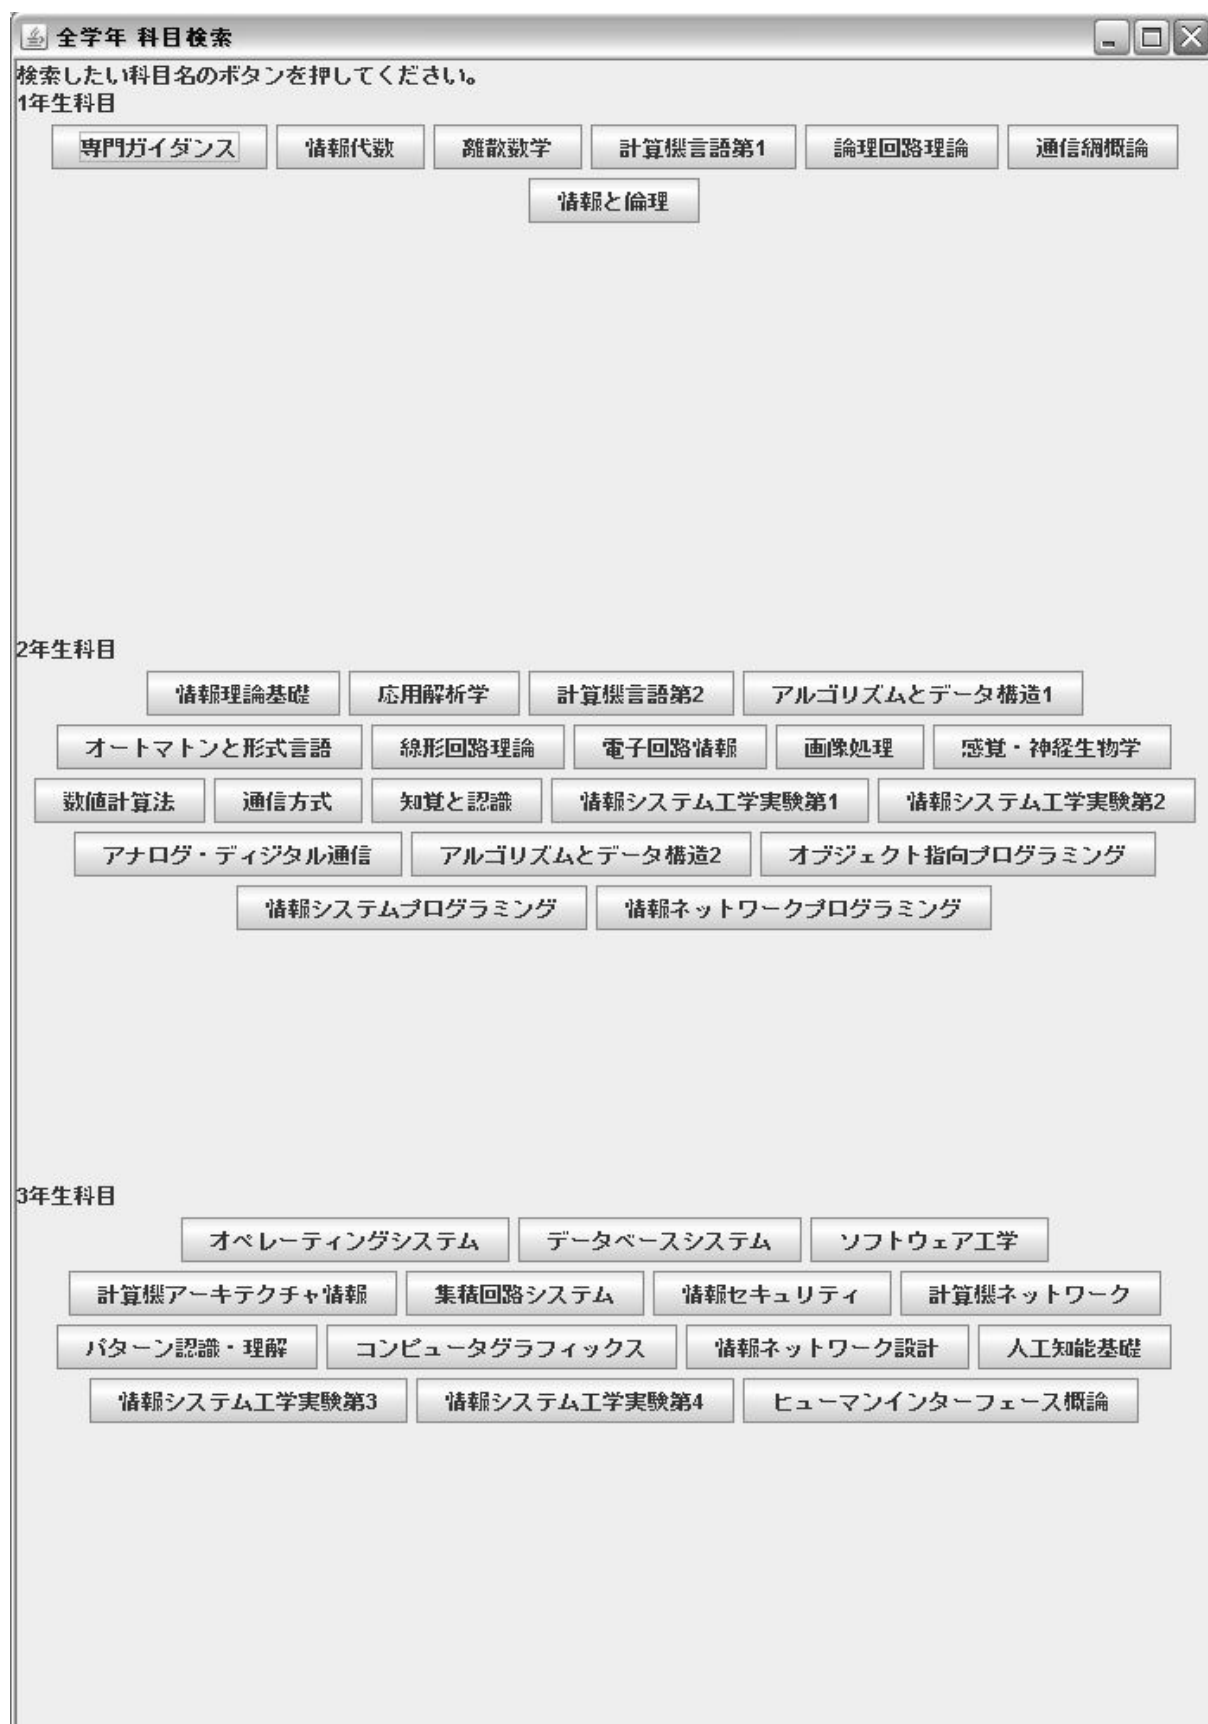 全学年 科目検索
検索したい科目名のボタンを押してください。
1年生科目
専門ガイダンス 情報代数 離散数学 計算機言語第1 論理回路理論 通信網概論
情報と倫理
2年生科目
情報理論基礎 応用解析学 計算機言語第2 アルゴリズムとデータ構造1
オートマトンと形式言語 線形回路理論 電子回路情報 画像処理 感覚・神経生物学
数値計算法 通信方式 知覚と認識 情報システム工学実験第1 情報システム工学実験第2
アナログ・ディジタル通信 アルゴリズムとデータ構造2 オブジェクト指向プログラミング
情報システムプログラミング 情報ネットワークプログラミング
3年生科目
オペレーティングシステム データベースシステム ソフトウェア工学
計算機アーキテクチャ情報 集積回路システム 情報セキュリティ 計算機ネットワーク
パターン認識・理解 コンピュータグラフィックス 情報ネットワーク設計 人工知能基礎
情報システム工学実験第3 情報システム工学実験第4 ヒューマンインターフェース概論